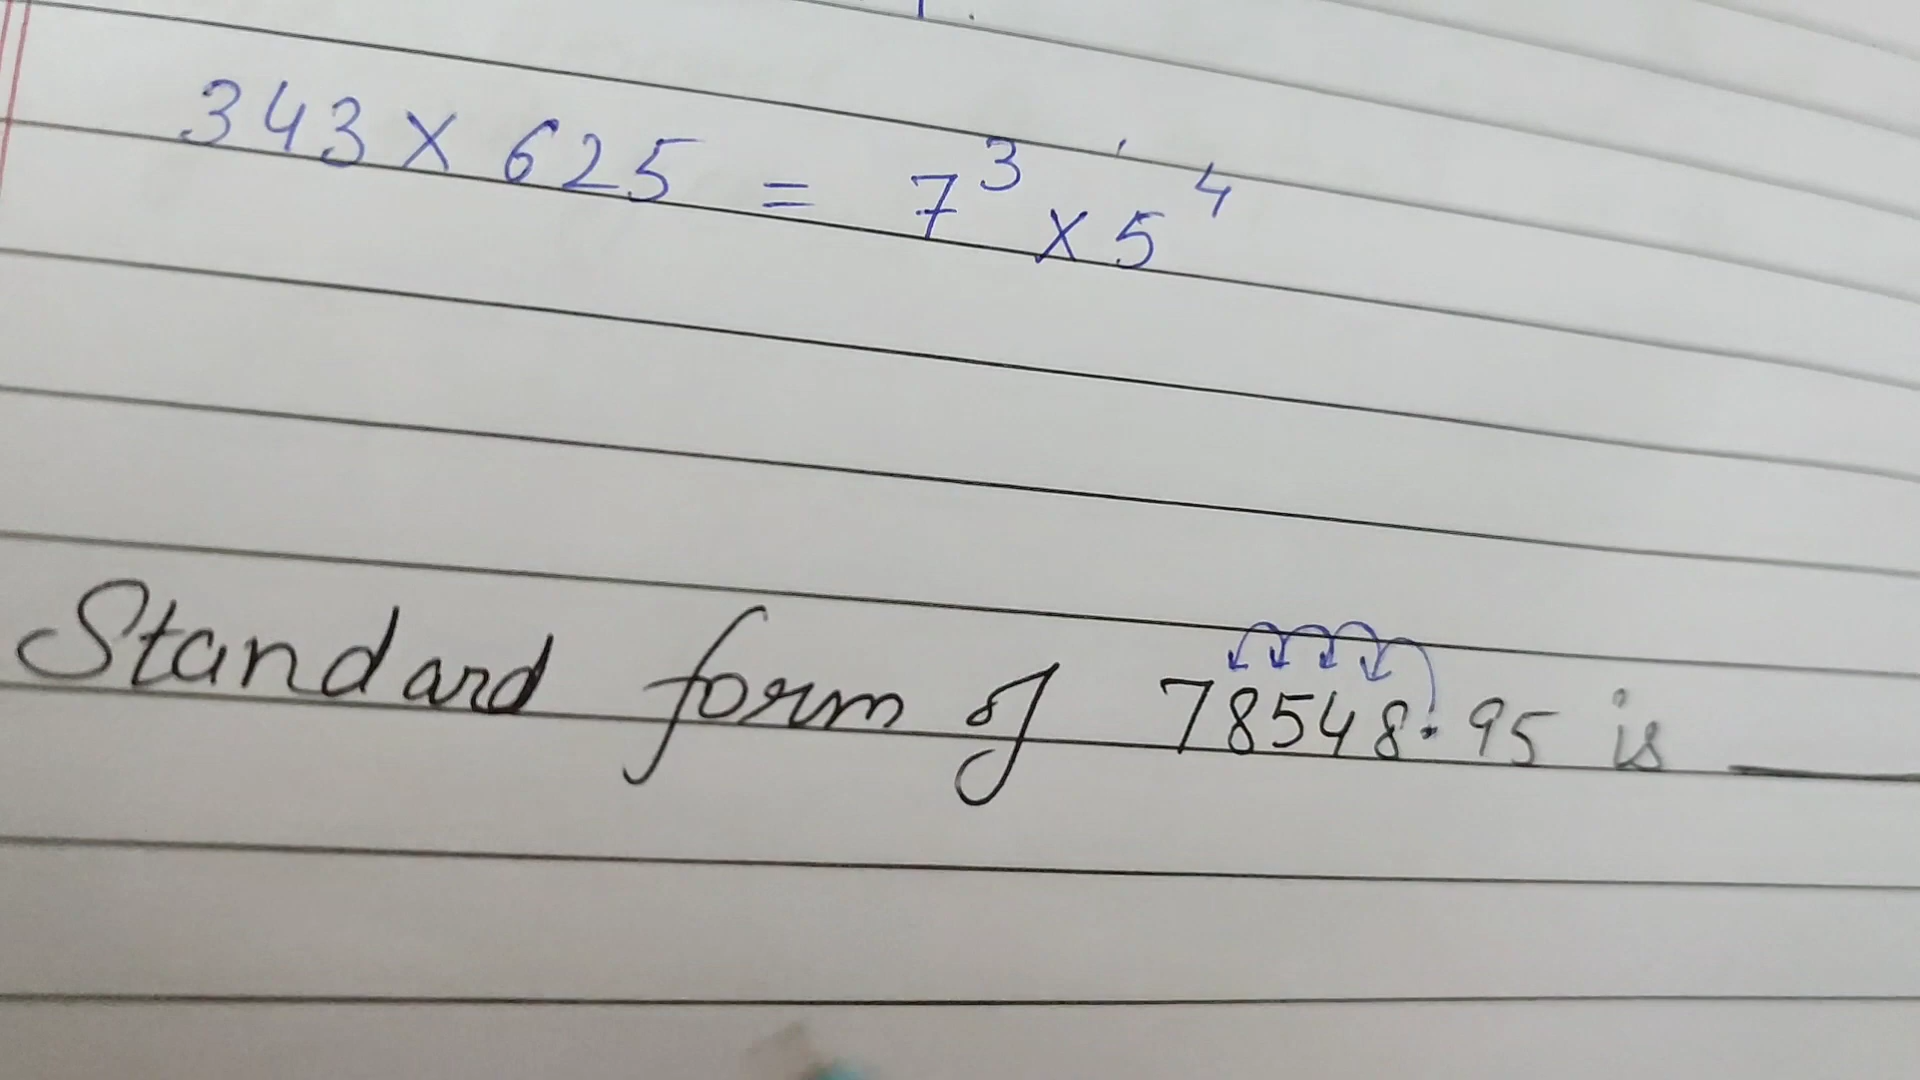 343 × 625 = 7³ × 5⁴
Standard form of 78548.95 is ____